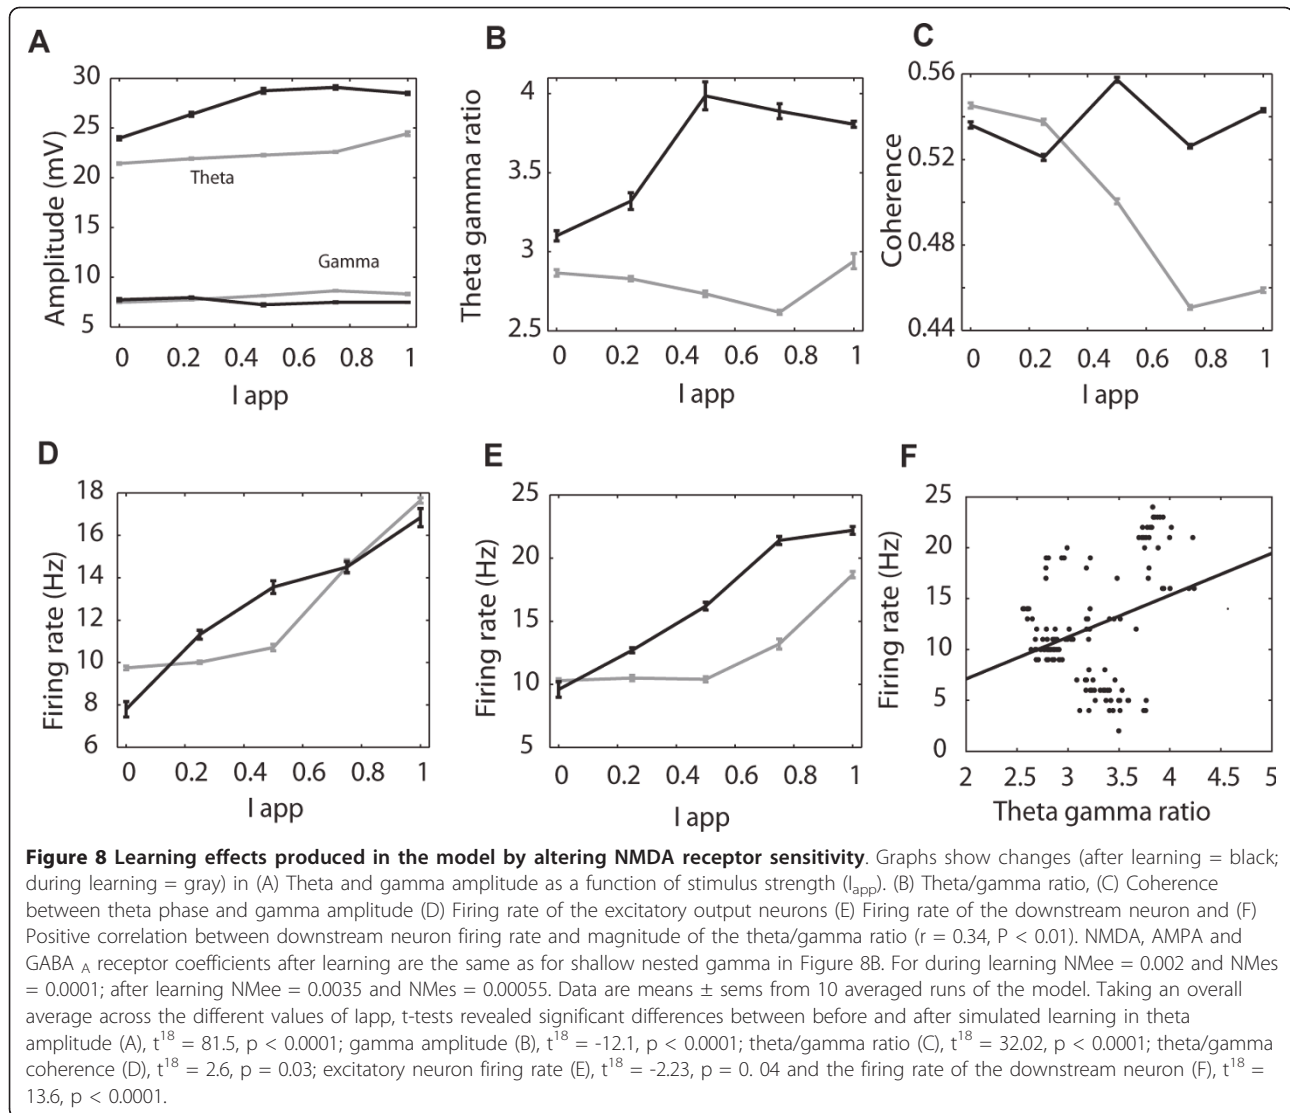 A
B
C
30
25
20
15
10
5
Amplitude (mV)
Theta
Gamma
0 0.2 0.4 0.6 0.8 1
I app
4
3.5
3
2.5
Theta gamma ratio
0 0.2 0.4 0.6 0.8 1
I app
0.56
0.52
0.48
0.44
Coherence
0 0.2 0.4 0.6 0.8 1
I app
D
E
F
18
16
14
12
10
8
6
Firing rate (Hz)
0 0.2 0.4 0.6 0.8 1
I app
25
20
15
10
5
Firing rate (Hz)
0 0.2 0.4 0.6 0.8 1
I app
25
20
15
10
5
0
Firing rate (Hz)
2 2.5 3 3.5 4 4.5 5
Theta gamma ratio
Figure 8 Learning effects produced in the model by altering NMDA receptor sensitivity. Graphs show changes (after learning = black;
during learning = gray) in (A) Theta and gamma amplitude as a function of stimulus strength (Iapp). (B) Theta/gamma ratio, (C) Coherence
between theta phase and gamma amplitude (D) Firing rate of the excitatory output neurons (E) Firing rate of the downstream neuron and (F)
Positive correlation between downstream neuron firing rate and magnitude of the theta/gamma ratio (r = 0.34, P < 0.01). NMDA, AMPA and
GABA A receptor coefficients after learning are the same as for shallow nested gamma in Figure 8B. For during learning NMee = 0.002 and NMes
= 0.0001; after learning NMee = 0.0035 and NMes = 0.00055. Data are means ± sems from 10 averaged runs of the model. Taking an overall
average across the different values of Iapp, t-tests revealed significant differences between before and after simulated learning in theta
amplitude (A), t18 = 81.5, p < 0.0001; gamma amplitude (B), t18 = -12.1, p < 0.0001; theta/gamma ratio (C), t18 = 32.02, p < 0.0001; theta/gamma
coherence (D), t18 = 2.6, p = 0.03; excitatory neuron firing rate (E), t18 = -2.23, p = 0. 04 and the firing rate of the downstream neuron (F), t18 =
13.6, p < 0.0001.